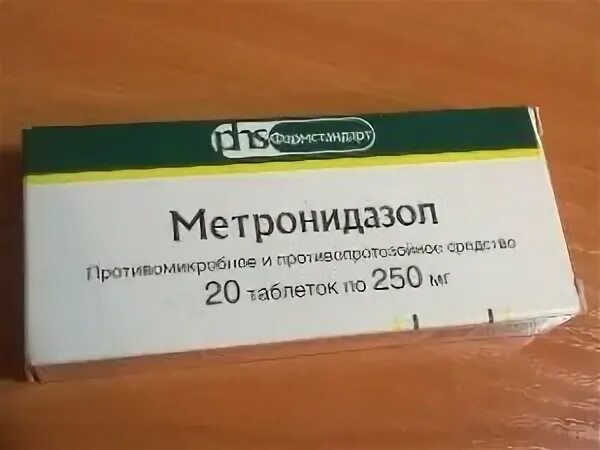 phs Фармстандарт
Метронидазол
Противомикробное и противопротозойное средство
20 таблеток по 250 мг